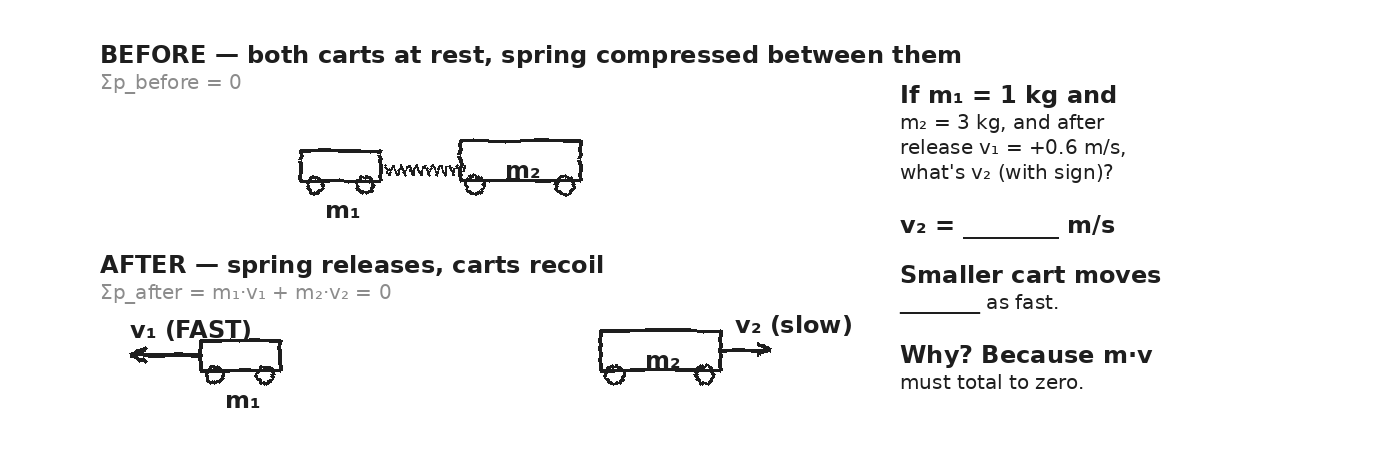 BEFORE — both carts at rest, spring compressed between them
Σp_before = 0
m₂
m₁
AFTER — spring releases, carts recoil
Σp_after = m₁·v₁ + m₂·v₂ = 0
v₁ (FAST)
v₂ (slow)
m₂
m₁
If m₁ = 1 kg and
m₂ = 3 kg, and after
release v₁ = +0.6 m/s,
what's v₂ (with sign)?
v₂ = ________ m/s
Smaller cart moves
________ as fast.
Why? Because m·v
must total to zero.